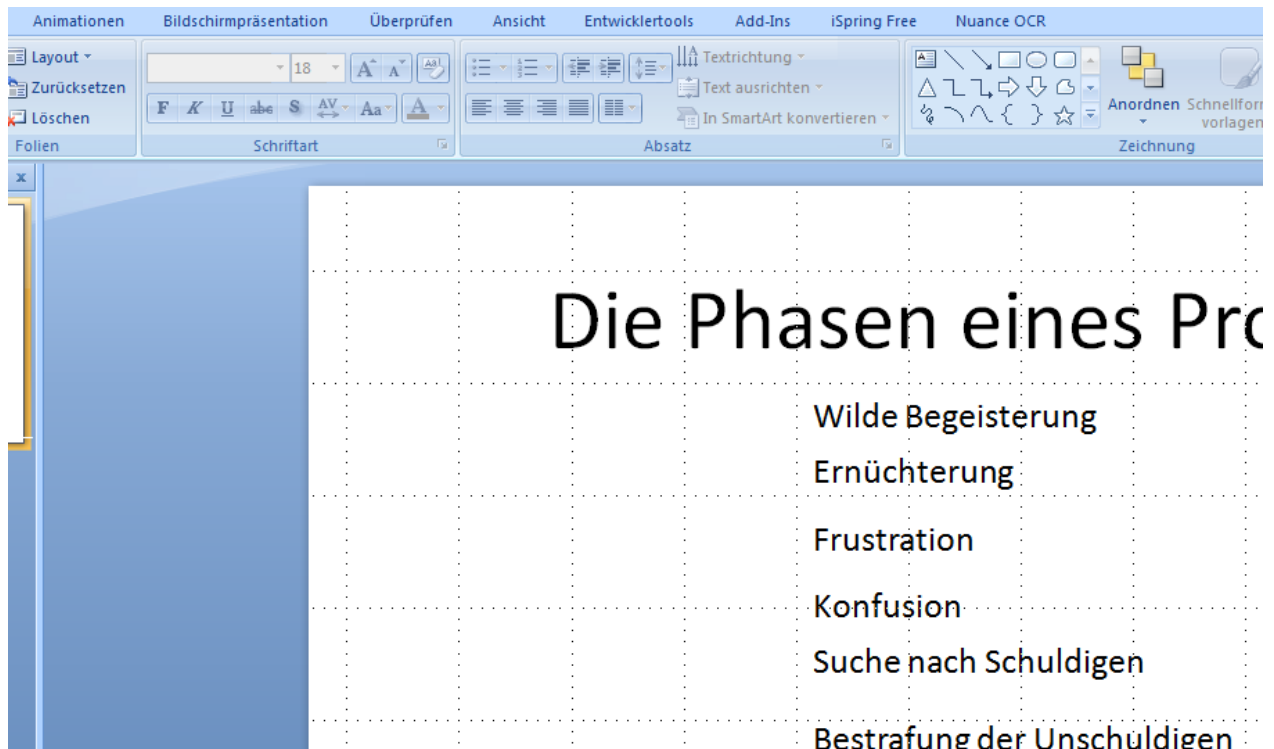 Animationen Bildschirmpräsentation Überprüfen Ansicht Entwicklertools Add-Ins iSpring Free Nuance OCR
Layout
Zurücksetzen
Löschen
Folien
18
F K U abe S AV Aa A
Schriftart
Textrichtung
Text ausrichten
In SmartArt konvertieren
Absatz
Anordnen
vorlagen
Zeichnung
Die Phasen eines
Wilde Begeisterung
Ernüchterung
Frustration
Konfusion
Suche nach Schuldigen
Bestrafung der Unschuldigen